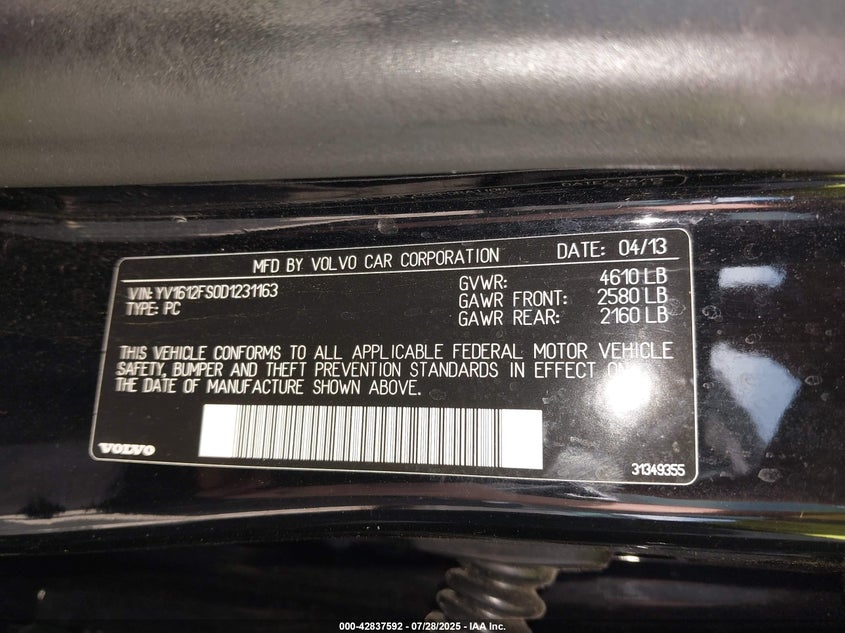 MFD BY VOLVO CAR CORPORATION DATE: 04/13
VIN: YV1612FS0D1231163 GVWR: 4610 LB
TYPE: PC GAWR FRONT: 2580 LB
GAWR REAR: 2160 LB
THIS VEHICLE CONFORMS TO ALL APPLICABLE FEDERAL MOTOR VEHICLE
SAFETY, BUMPER AND THEFT PREVENTION STANDARDS IN EFFECT ON
THE DATE OF MANUFACTURE SHOWN ABOVE.
VOLVO
31349355
000-42837592 - 07/28/2025 - IAA Inc.